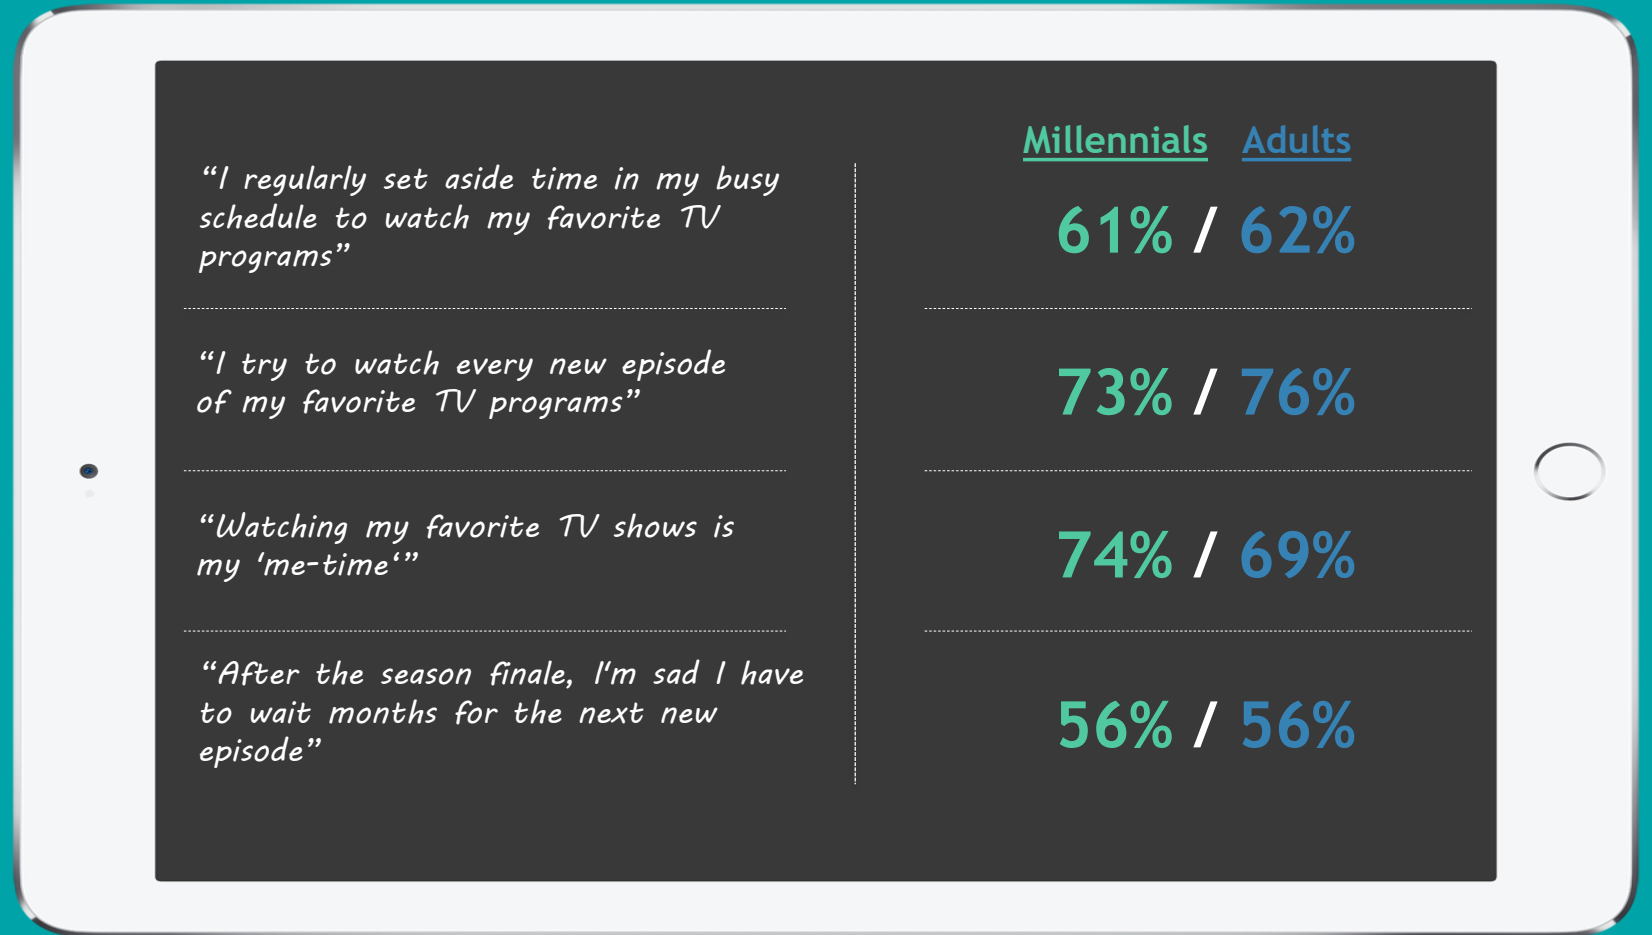 Millennials Adults
“I regularly set aside time in my busy
schedule to watch my favorite TV
programs”
61% / 62%
“I try to watch every new episode
of my favorite TV programs”
73% / 76%
“Watching my favorite TV shows is
my ‘me-time‘”
74% / 69%
“After the season finale, I'm sad I have
to wait months for the next new
episode”
56% / 56%